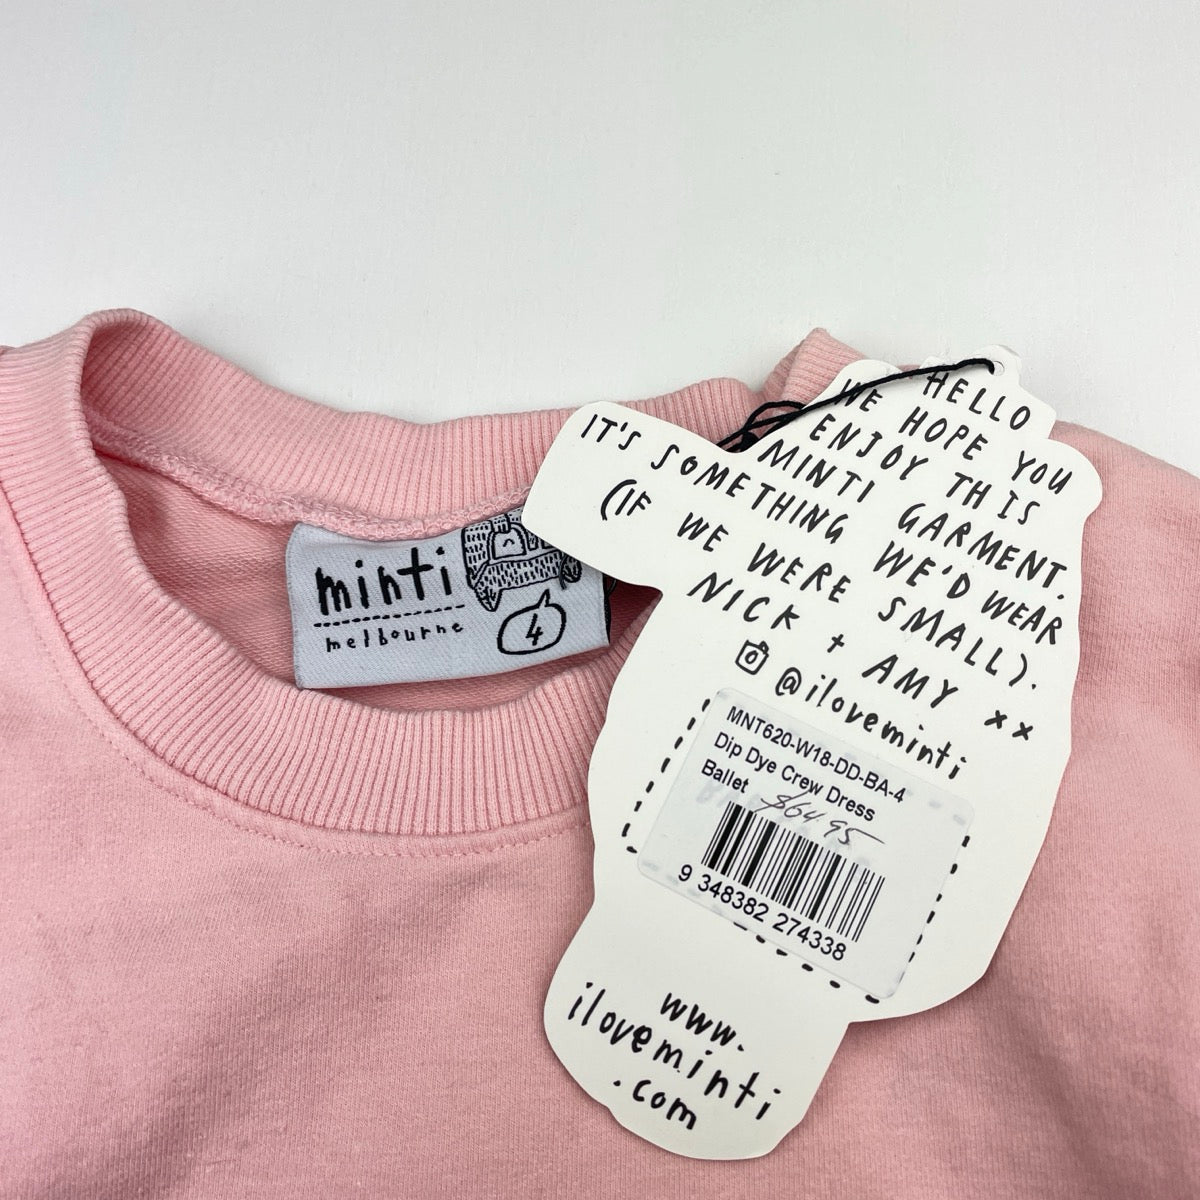 minti
melbourne
4
HELLO
WE HOPE YOU
ENJOY THIS
MINTI GARMENT.
IT'S SOMETHING WE'D WEAR
(IF WE WERE SMALL).
NICK + AMY xx
@iloveminti
MNT620-W18-DD-BA-4
Dip Dye Crew Dress
Ballet $64.95
9 348382 274338
www.
iloveminti
.com